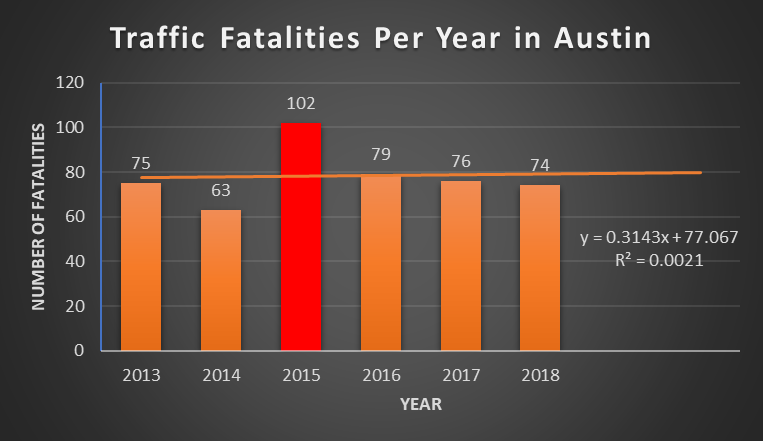 Traffic Fatalities Per Year in Austin
NUMBER OF FATALITIES
120
100
80
60
40
20
0
75
63
102
79
76
74
y = 0.3143x + 77.067
R² = 0.0021
2013 2014 2015 2016 2017 2018
YEAR